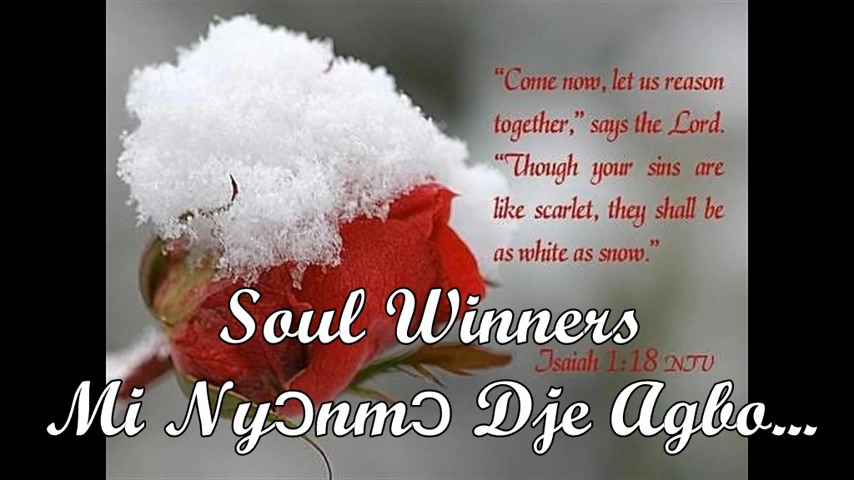 “Come now, let us reason
together,” says the Lord.
“Though your sins are
like scarlet, they shall be
as white as snow.”
Soul Winners
Isaiah 1:18 NIV
Mi Nyɔnmɔ Dje Agbo...